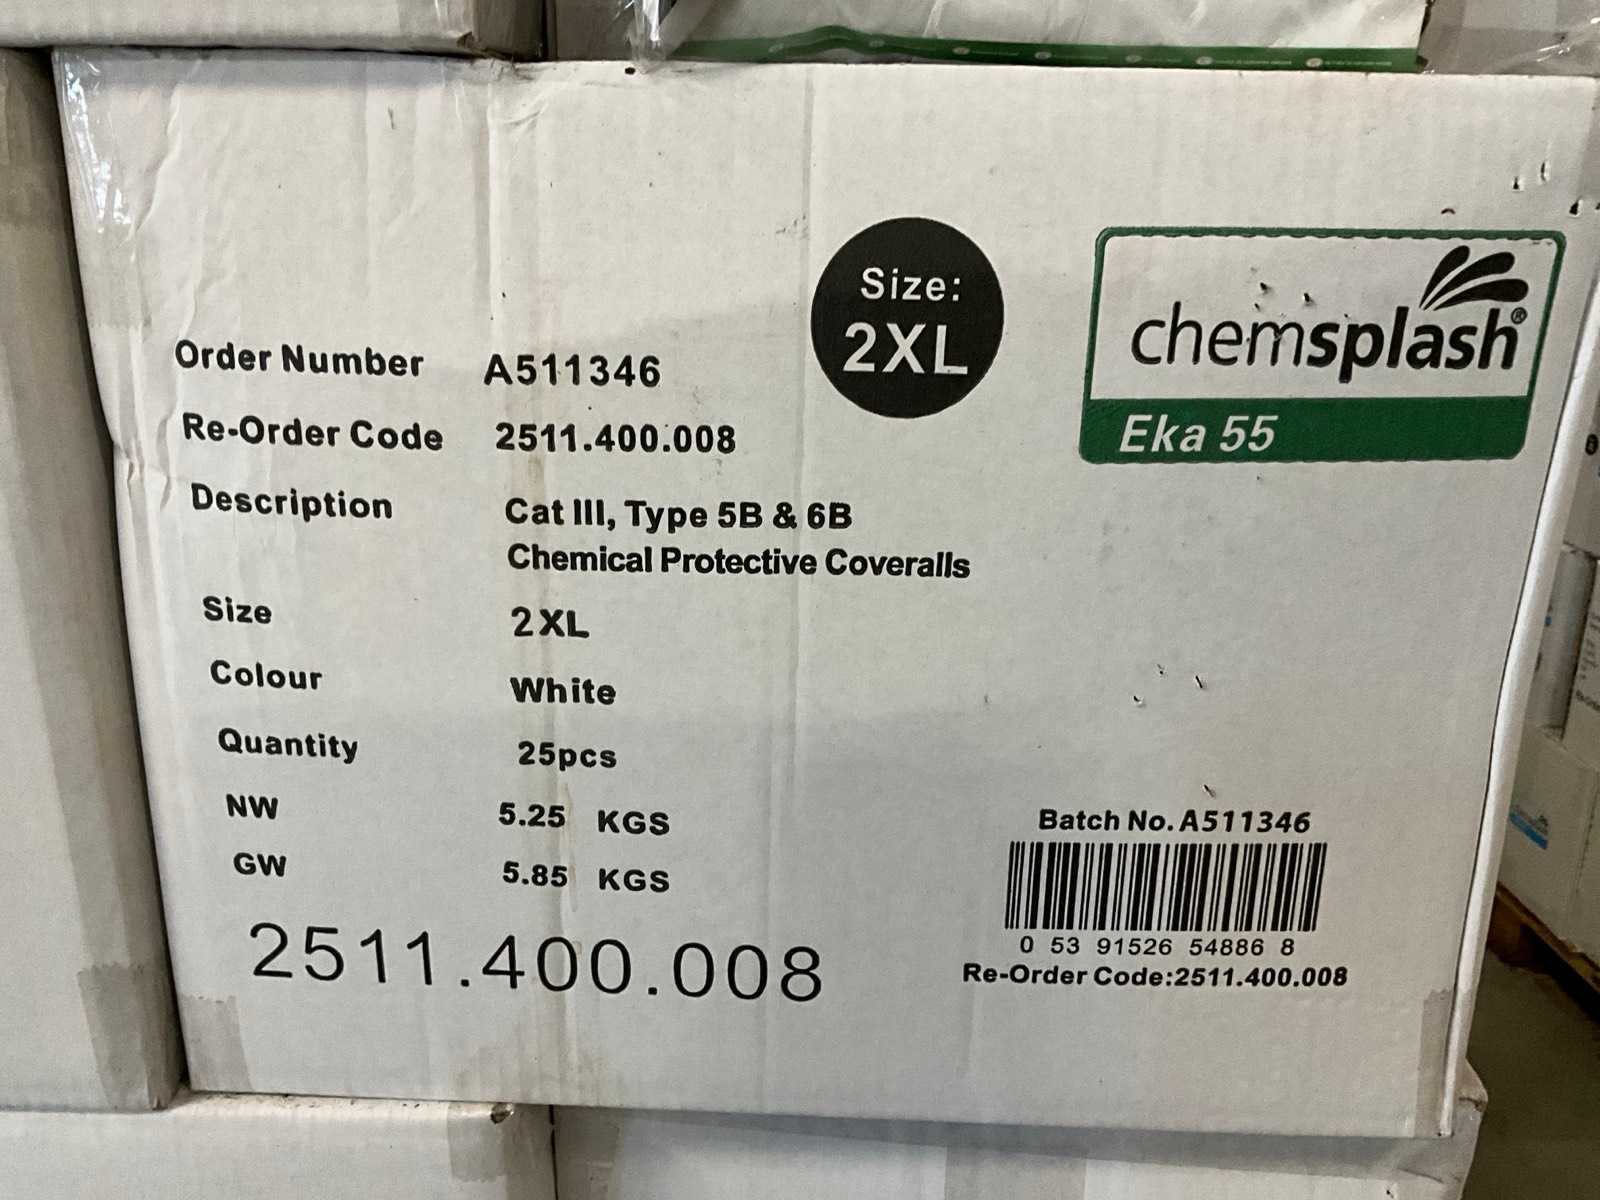 Size:
2XL
chemsplash®
Eka 55
Order Number A511346
Re-Order Code 2511.400.008
Description Cat III, Type 5B & 6B
Chemical Protective Coveralls
Size 2XL
Colour White
Quantity 25pcs
NW 5.25 KGS
GW 5.85 KGS
2511.400.008
Batch No. A511346
0 53 91526 54886 8
Re-Order Code:2511.400.008